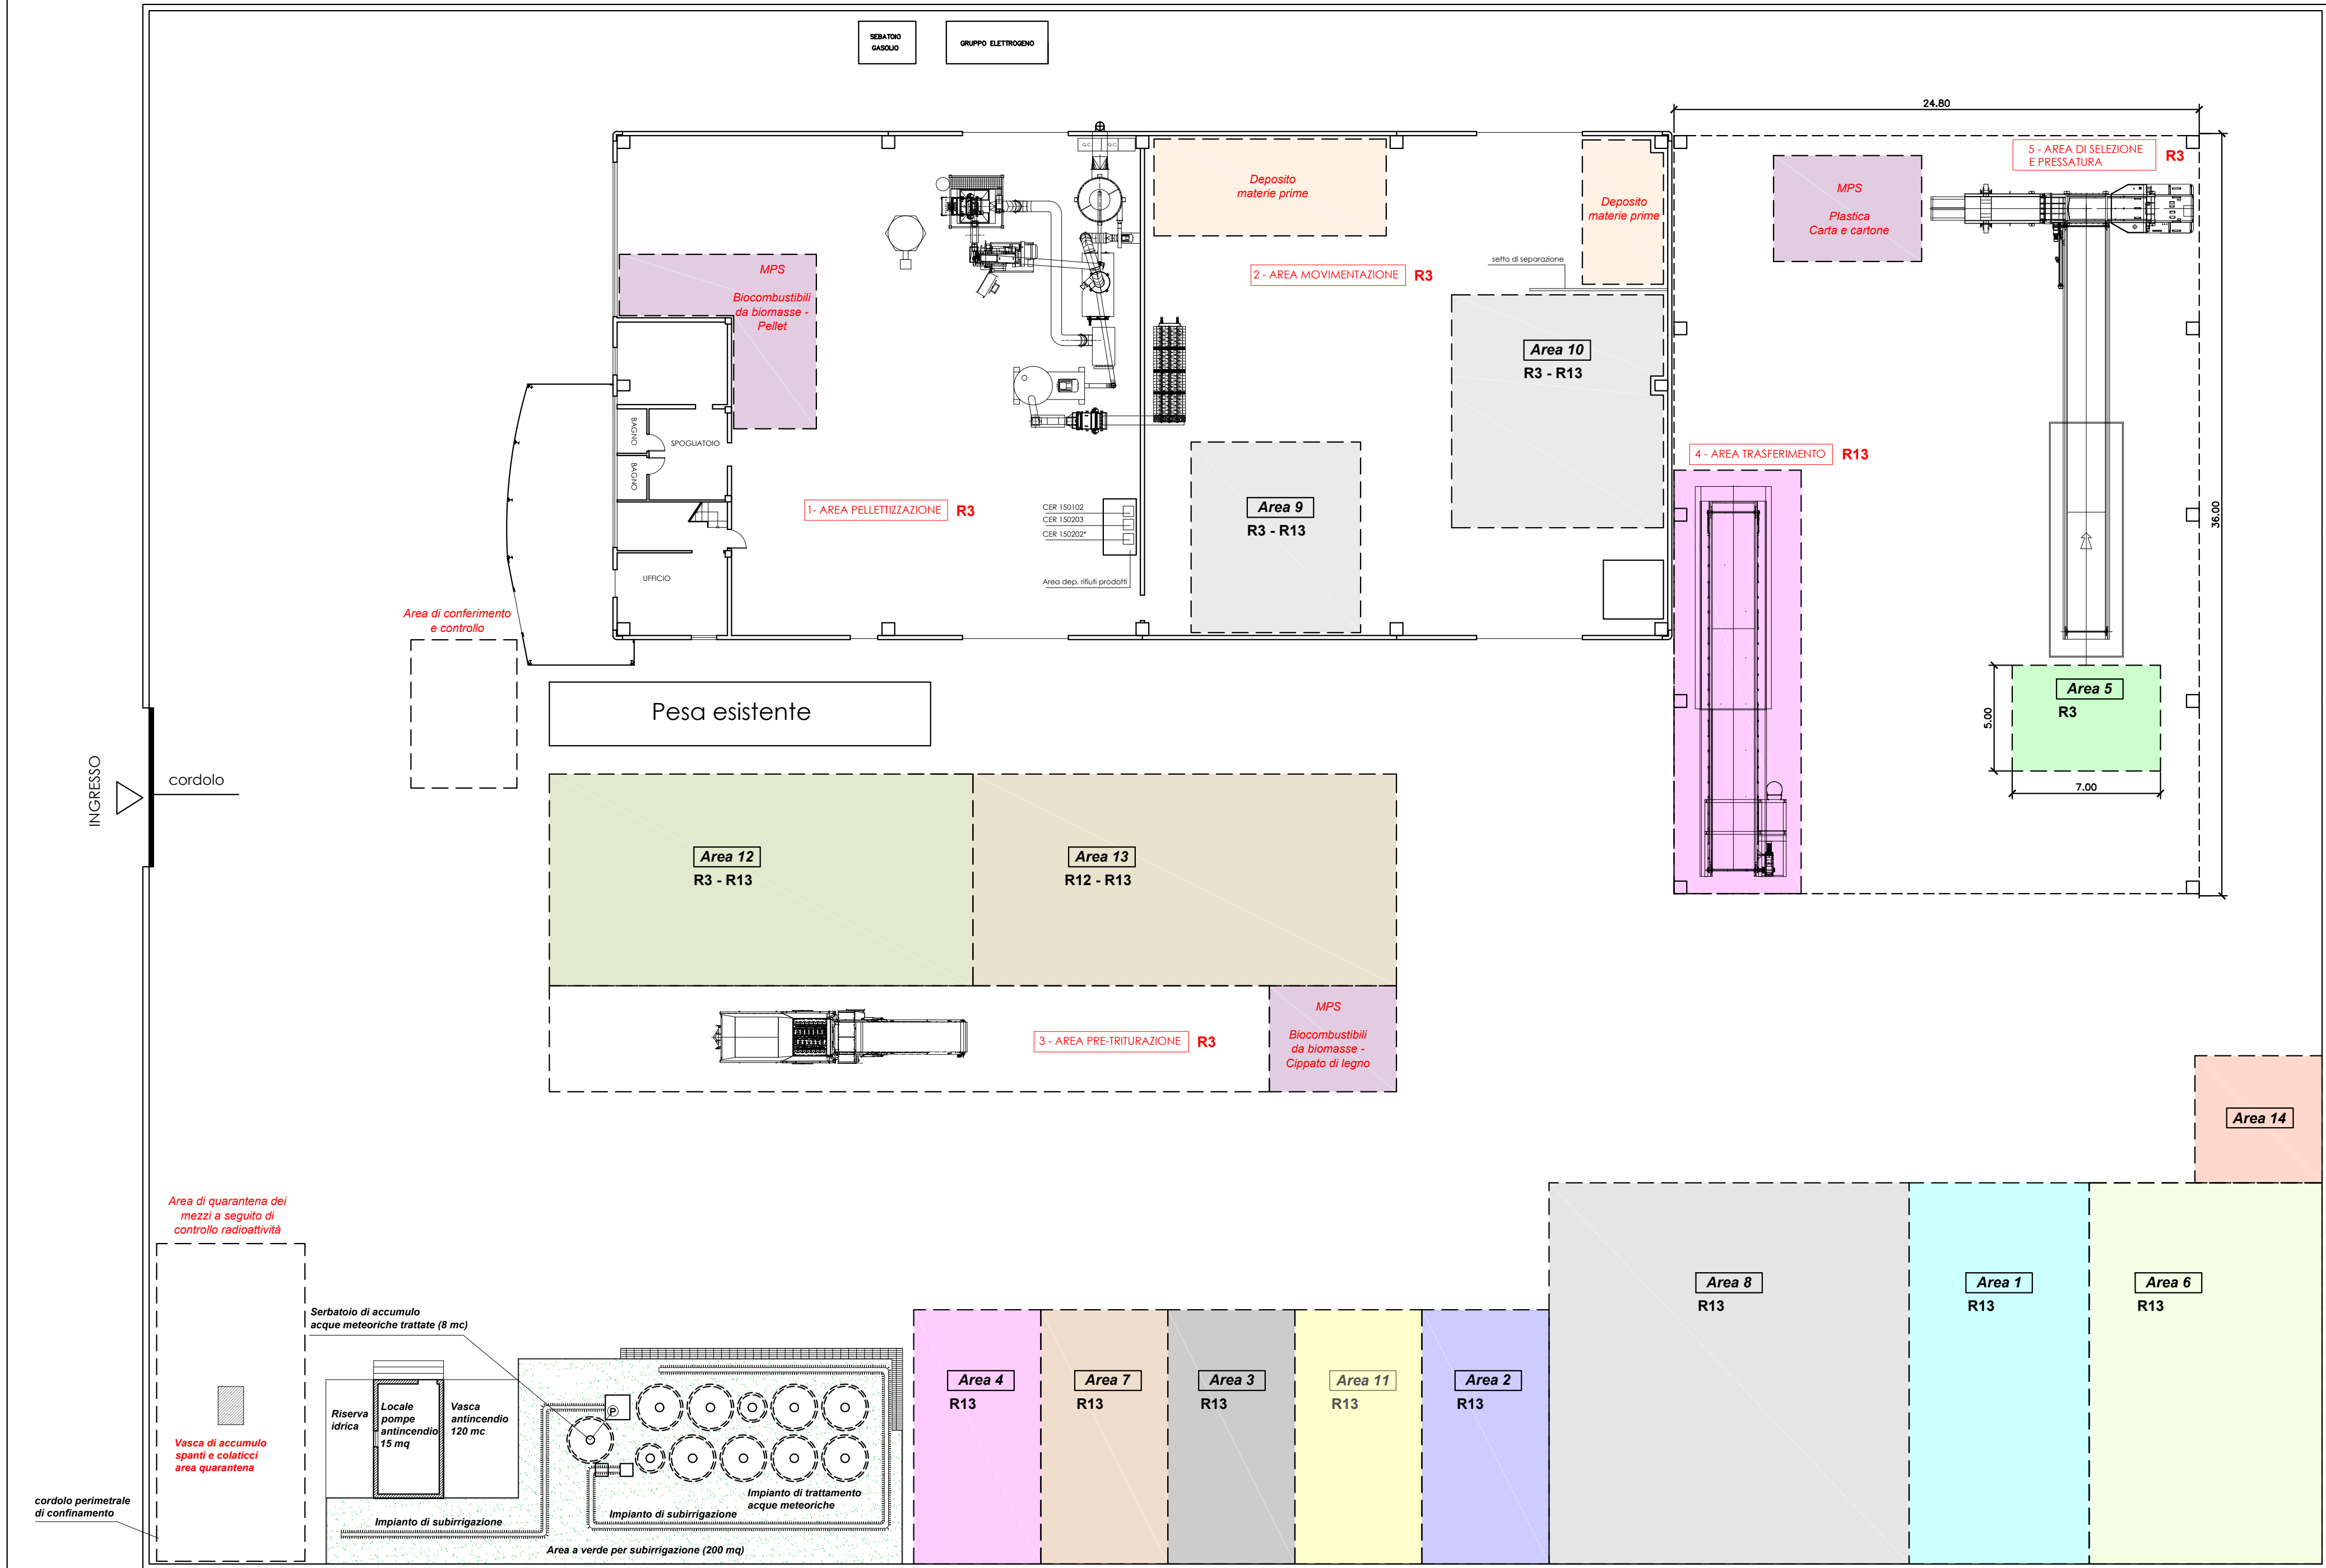 SEBATOIO
GASOLIO
GRUPPO ELETTROGENO
24.80
36.00
Q.C.
Q.C.
Deposito
materie prime
Deposito
materie prime
MPS
Plastica
Carta e cartone
5 - AREA DI SELEZIONE
E PRESSATURA
R3
MPS
Biocombustibili
da biomasse -
Pellet
2 - AREA MOVIMENTAZIONE
R3
setto di separazione
Area 10
R3 - R13
BAGNO
SPOGLIATOIO
BAGNO
4 - AREA TRASFERIMENTO
R13
1- AREA PELLETTIZZAZIONE
R3
CER 150102
CER 150203
CER 150202*
Area dep. rifiuti prodotti
Area 9
R3 - R13
UFFICIO
Area di conferimento
e controllo
Pesa esistente
Area 5
R3
5.00
7.00
INGRESSO
cordolo
Area 12
R3 - R13
Area 13
R12 - R13
3 - AREA PRE-TRITURAZIONE
R3
MPS
Biocombustibili
da biomasse -
Cippato di legno
Area 14
Area di quarantena dei
mezzi a seguito di
controllo radioattività
Area 8
R13
Area 1
R13
Area 6
R13
Serbatoio di accumulo
acque meteoriche trattate (8 mc)
Area 4
R13
Area 7
R13
Area 3
R13
Area 11
R13
Area 2
R13
Riserva
idrica
Locale
pompe
antincendio
15 mq
Vasca
antincendio
120 mc
P
Vasca di accumulo
spanti e colaticci
area quarantena
Impianto di trattamento
acque meteoriche
cordolo perimetrale
di confinamento
Impianto di subirrigazione
Impianto di subirrigazione
Area a verde per subirrigazione (200 mq)